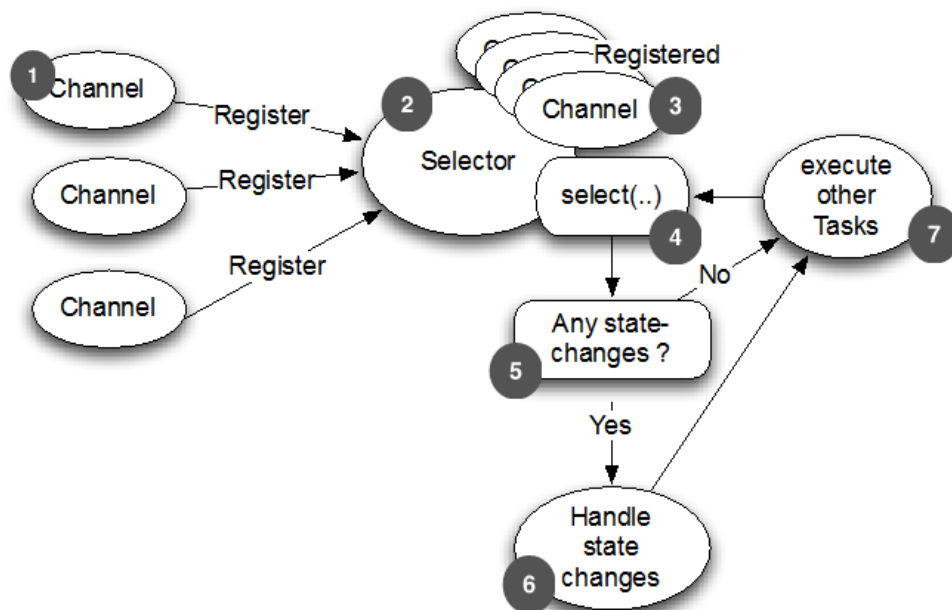 1
Channel
Register
Channel
Register
Channel
Register
2
Selector
Registered
Channel
3
select(..)
4
execute
other
Tasks
7
No
Any state-
changes ?
5
Yes
Handle
state
changes
6